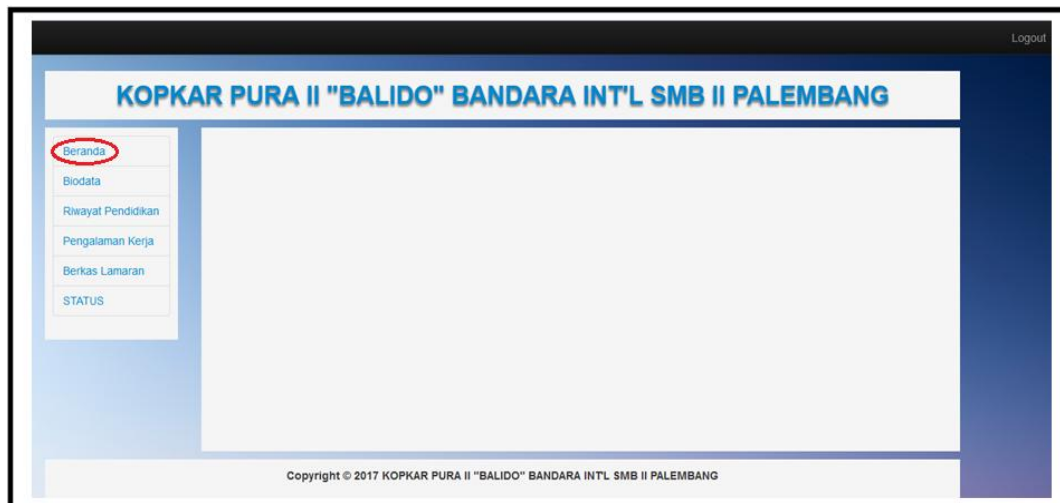 Logout
KOPKAR PURA II "BALIDO" BANDARA INT'L SMB II PALEMBANG
Beranda
Biodata
Riwayat Pendidikan
Pengalaman Kerja
Berkas Lamaran
STATUS
Copyright © 2017 KOPKAR PURA II "BALIDO" BANDARA INT'L SMB II PALEMBANG